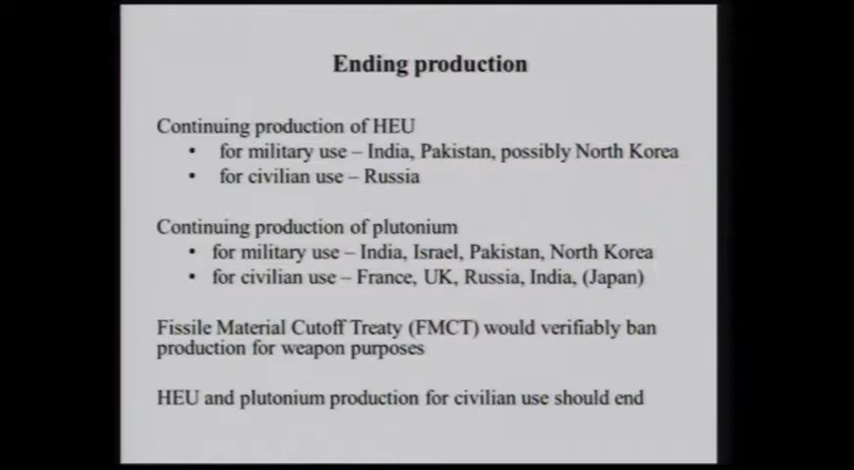 Ending production
Continuing production of HEU
• for military use – India, Pakistan, possibly North Korea
• for civilian use – Russia
Continuing production of plutonium
• for military use – India, Israel, Pakistan, North Korea
• for civilian use – France, UK, Russia, India, (Japan)
Fissile Material Cutoff Treaty (FMCT) would verifiably ban
production for weapon purposes
HEU and plutonium production for civilian use should end